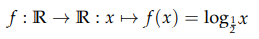 f : ℝ → ℝ : x ↦ f(x) = log_{1/2} x